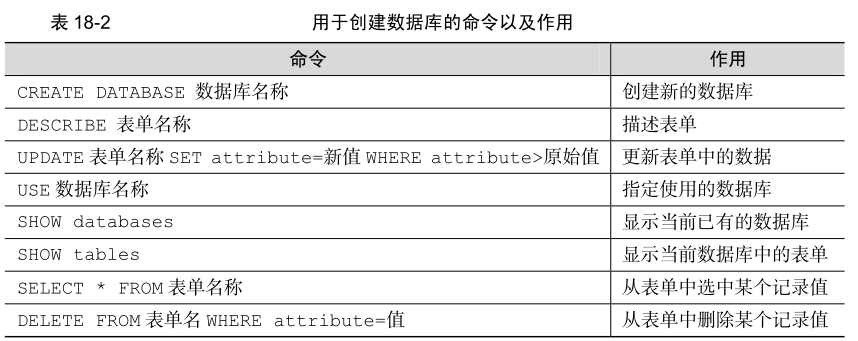 表 18-2 用于创建数据库的命令以及作用
命令 作用
CREATE DATABASE 数据库名称 创建新的数据库
DESCRIBE 表单名称 描述表单
UPDATE 表单名称 SET attribute=新值 WHERE attribute>原始值 更新表单中的数据
USE 数据库名称 指定使用的数据库
SHOW databases 显示当前已有的数据库
SHOW tables 显示当前数据库中的表单
SELECT * FROM 表单名称 从表单中选中某个记录值
DELETE FROM 表单名 WHERE attribute=值 从表单中删除某个记录值